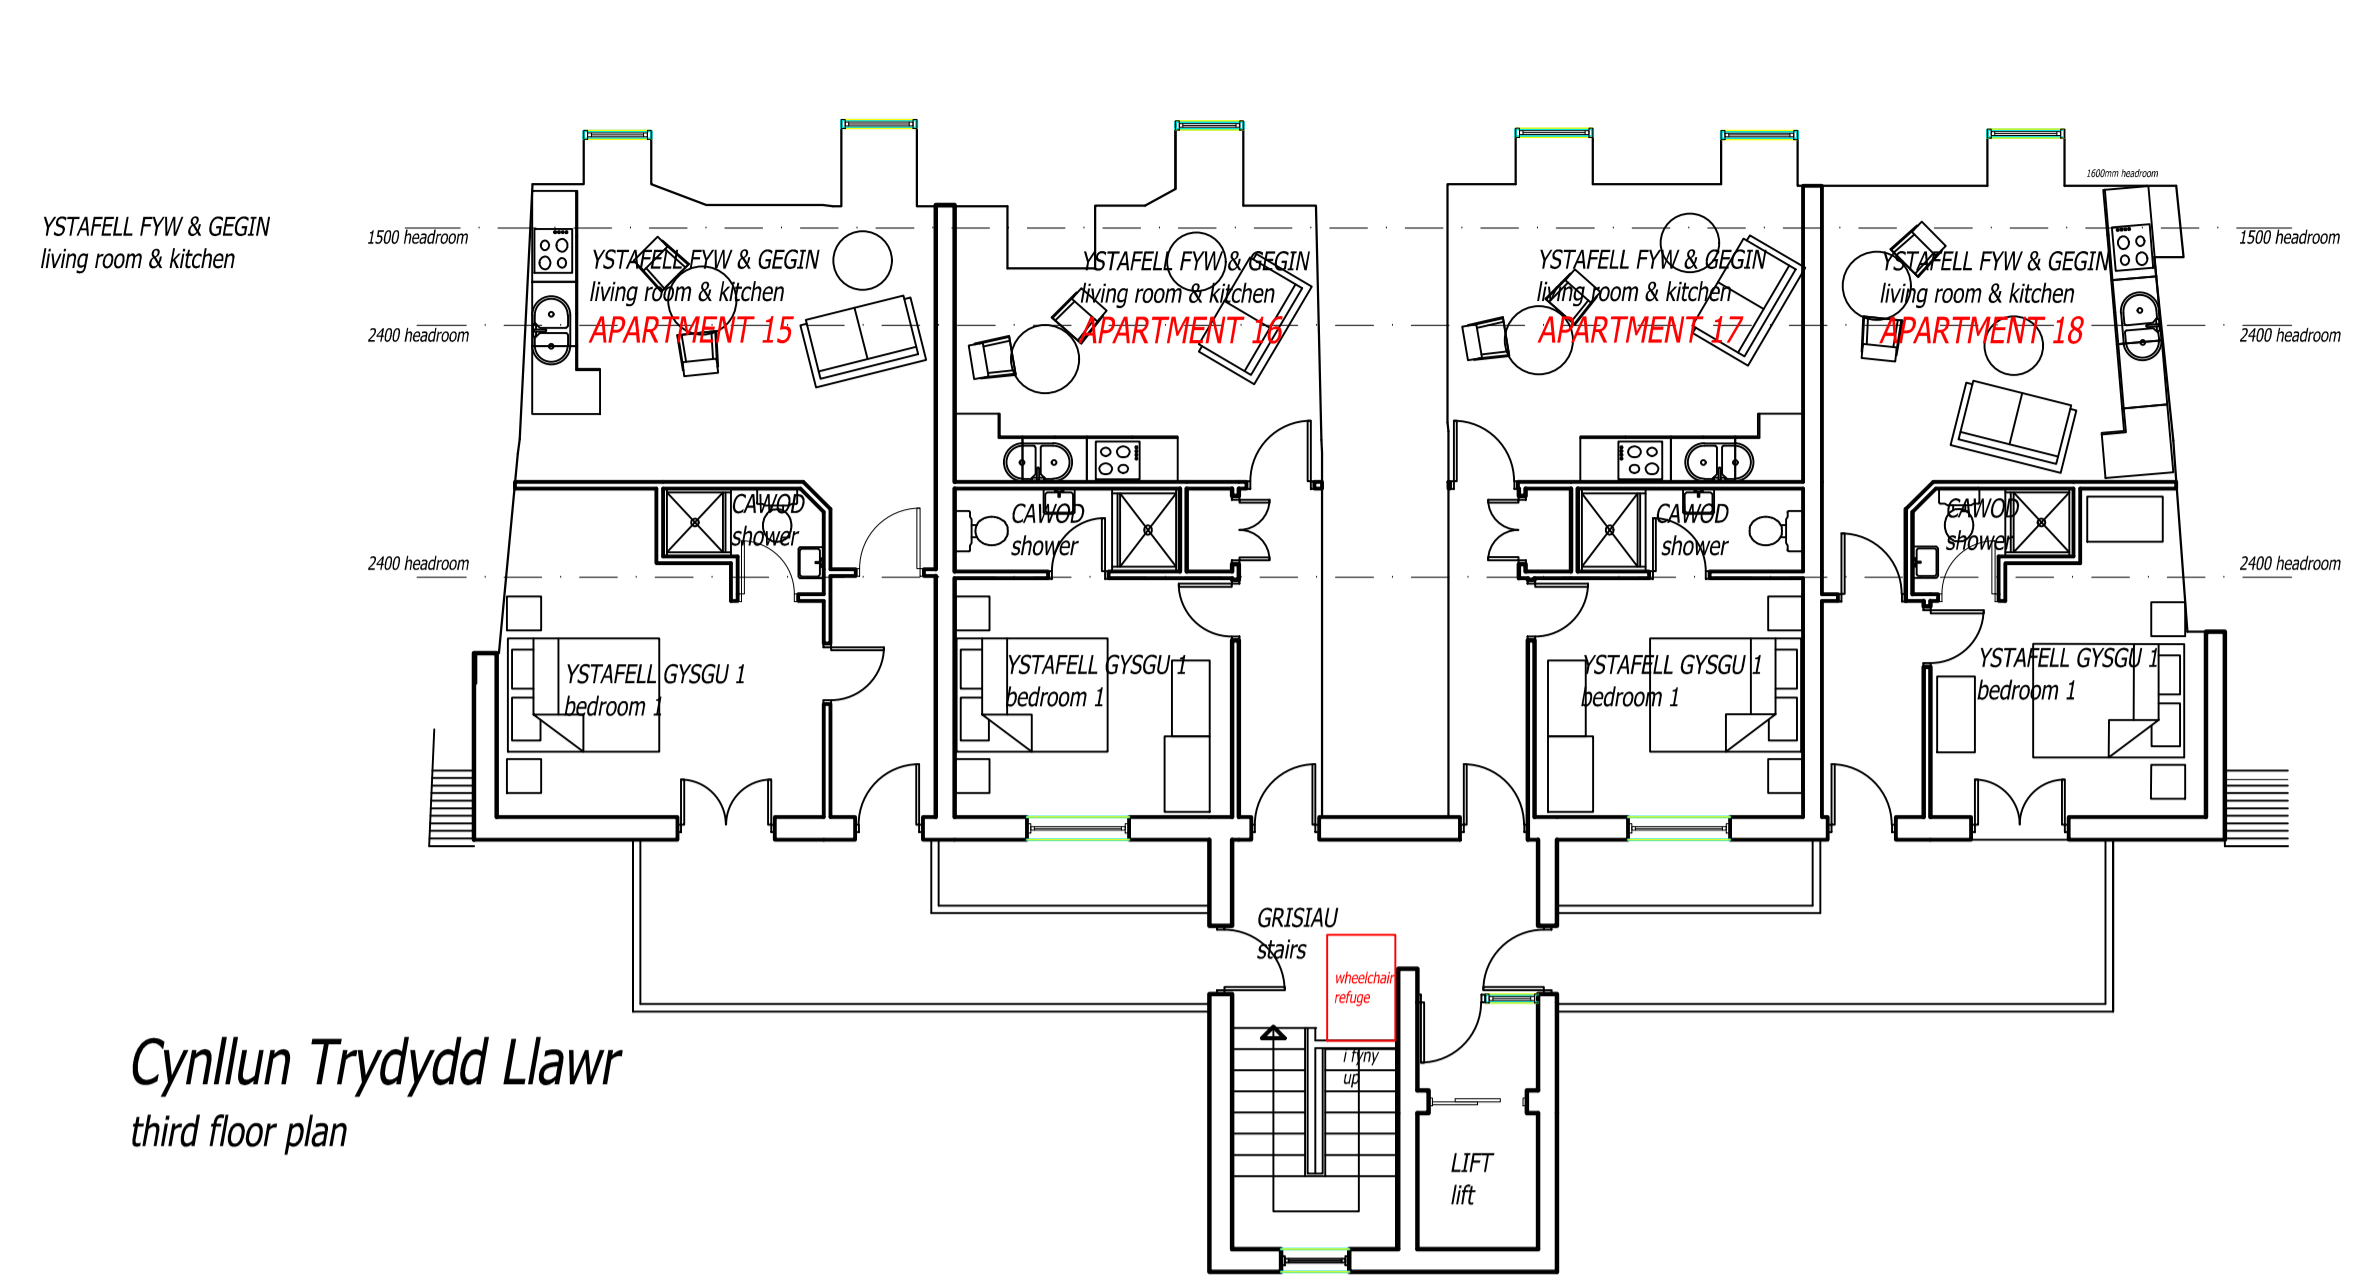 1600mm headroom
YSTAFELL FYW & GEGIN
living room & kitchen
1500 headroom
1500 headroom
YSTAFELL FYW & GEGIN
living room & kitchen
APARTMENT 15
YSTAFELL FYW & GEGIN
living room & kitchen
APARTMENT 16
YSTAFELL FYW & GEGIN
living room & kitchen
APARTMENT 17
YSTAFELL FYW & GEGIN
living room & kitchen
APARTMENT 18
2400 headroom
2400 headroom
CAWOD
shower
CAWOD
shower
CAWOD
shower
CAWOD
shower
2400 headroom
2400 headroom
YSTAFELL GYSGU 1
bedroom 1
YSTAFELL GYSGU 1
bedroom 1
YSTAFELL GYSGU 1
bedroom 1
YSTAFELL GYSGU 1
bedroom 1
GRISIAU
stairs
wheelchair
refuge
i fyny
up
Cynllun Trydydd Llawr
third floor plan
LIFT
lift